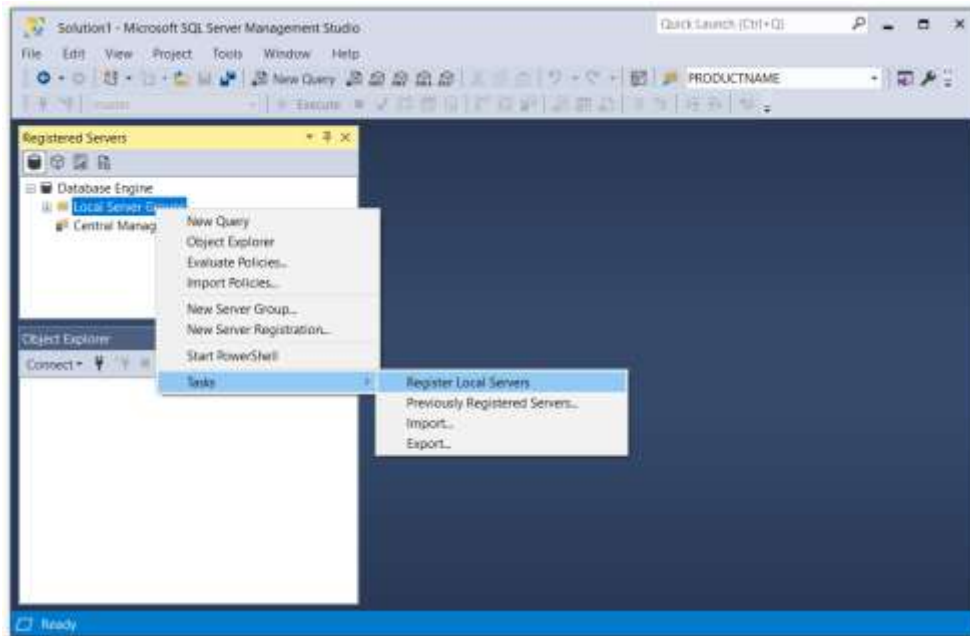 Solution1 - Microsoft SQL Server Management Studio
Quick Launch (Ctrl+Q)
File Edit View Project Tools Window Help
New Query
PRODUCTNAME
master
Execute
Registered Servers
Database Engine
Local Server Groups
Central Manag
New Query
Object Explorer
Evaluate Policies...
Import Policies...
New Server Group...
New Server Registration...
Start PowerShell
Tasks
Register Local Servers
Previously Registered Servers...
Import...
Export...
Object Explorer
Connect
Ready